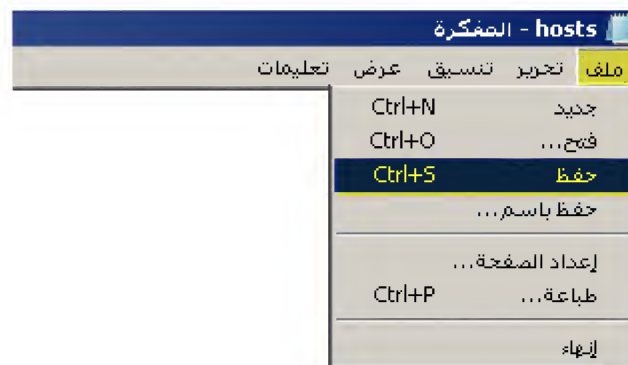 hosts - المفكرة
ملف تحرير تنسيق عرض تعليمات
جديد Ctrl+N
فتح... Ctrl+O
حفظ Ctrl+S
حفظ باسم...
إعداد الصفحة...
طباعة... Ctrl+P
إنهاء